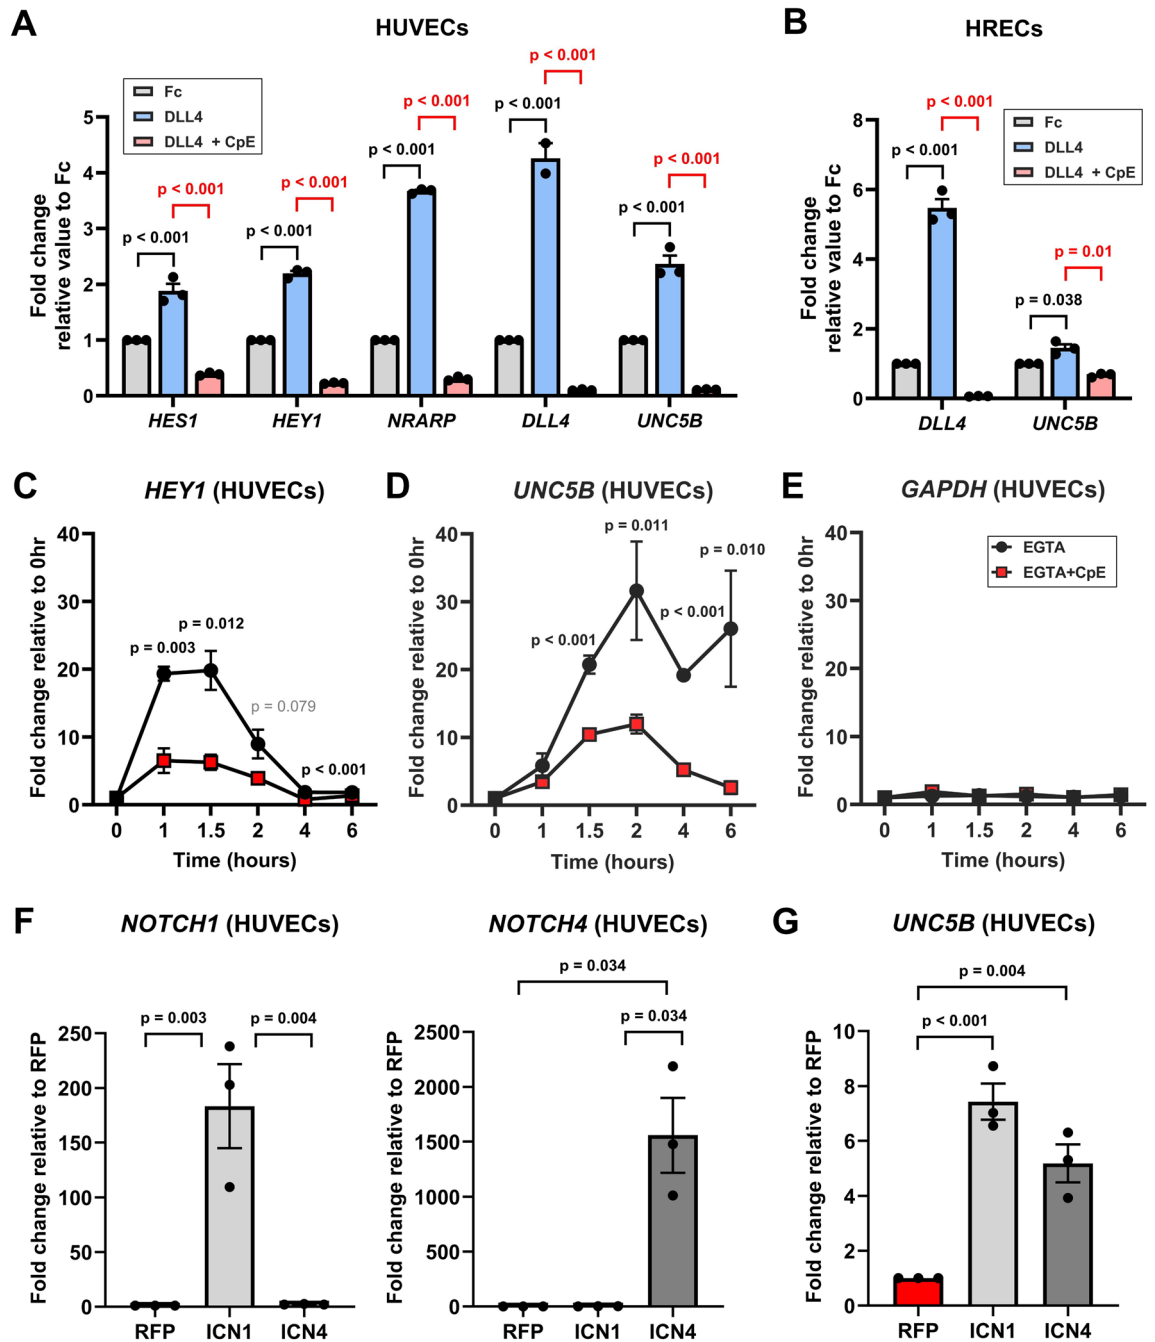 A
HUVECs
Fc
DLL4
DLL4 + CpE
Fold change
relative value to Fc
5
4
3
2
1
0
p < 0.001
p < 0.001
p < 0.001
p < 0.001
p < 0.001
p < 0.001
p < 0.001
p < 0.001
p < 0.001
p < 0.001
HES1
HEY1
NRARP
DLL4
UNC5B
B
HRECs
Fc
DLL4
DLL4 + CpE
Fold change
relative value to Fc
8
6
4
2
0
p < 0.001
p < 0.001
p = 0.01
p = 0.038
DLL4
UNC5B
C
HEY1 (HUVECs)
Fold change relative to 0hr
40
30
20
10
0
p = 0.012
p = 0.003
p = 0.079
p < 0.001
0 1 1.5 2 4 6
Time (hours)
D
UNC5B (HUVECs)
Fold change relative to 0hr
40
30
20
10
0
p = 0.011
p = 0.010
p < 0.001
p < 0.001
0 1 1.5 2 4 6
Time (hours)
E
GAPDH (HUVECs)
Fold change relative to 0hr
40
30
20
10
0
EGTA
EGTA+CpE
0 1 1.5 2 4 6
Time (hours)
F
NOTCH1 (HUVECs)
Fold change relative to RFP
250
200
150
100
50
0
p = 0.003
p = 0.004
RFP ICN1 ICN4
NOTCH4 (HUVECs)
Fold change relative to RFP
2500
2000
1500
1000
500
0
p = 0.034
p = 0.034
RFP ICN1 ICN4
G
UNC5B (HUVECs)
Fold change relative to RFP
10
8
6
4
2
0
p = 0.004
p < 0.001
RFP ICN1 ICN4